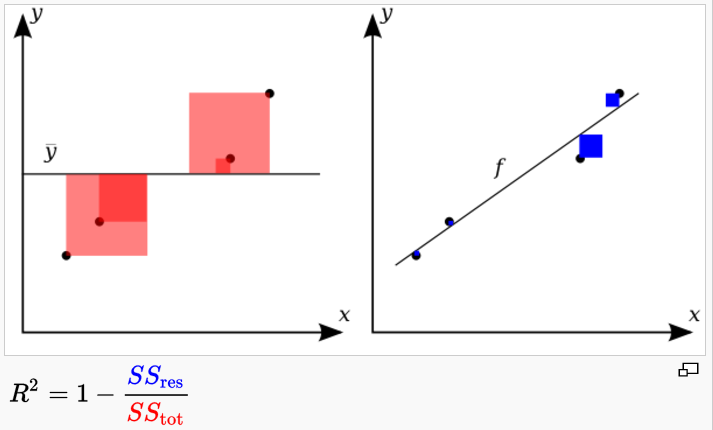 y
ȳ
x
y
f
x
R² = 1 − SS_res / SS_tot